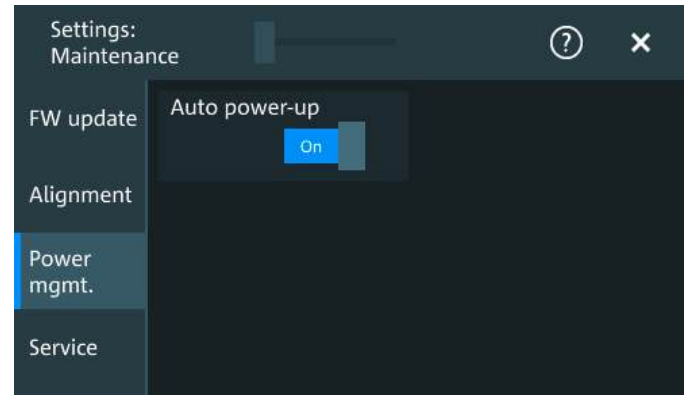 Settings:
Maintenance
?
FW update
Auto power-up
On
Alignment
Power
mgmt.
Service